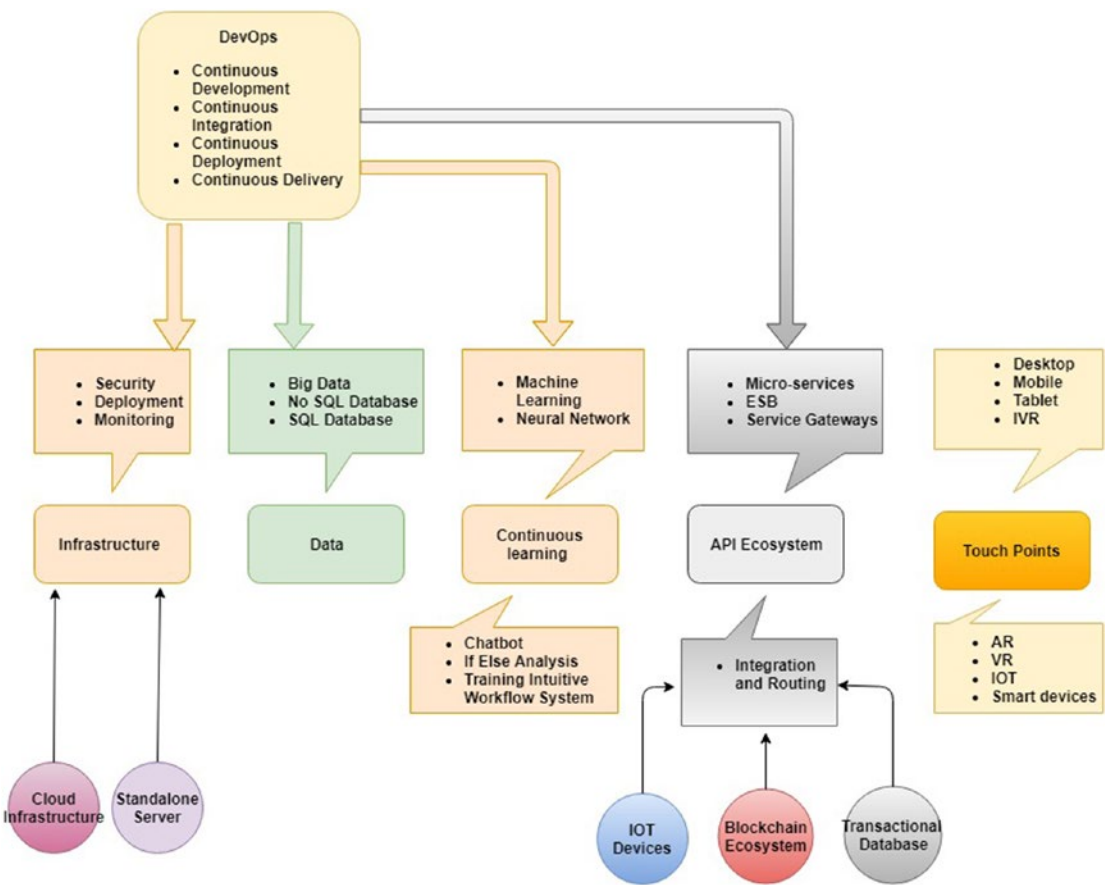 DevOps
• Continuous
Development
• Continuous
Integration
• Continuous
Deployment
• Continuous Delivery
• Security
• Deployment
• Monitoring
• Big Data
• No SQL Database
• SQL Database
• Machine
Learning
• Neural Network
• Micro-services
• ESB
• Service Gateways
• Desktop
• Mobile
• Tablet
• IVR
Infrastructure
Data
Continuous
learning
API Ecosystem
Touch Points
• Chatbot
• If Else Analysis
• Training Intuitive
Workflow System
• Integration
and Routing
• AR
• VR
• IOT
• Smart devices
Cloud
Infrastructure
Standalone
Server
IOT
Devices
Blockchain
Ecosystem
Transactional
Database